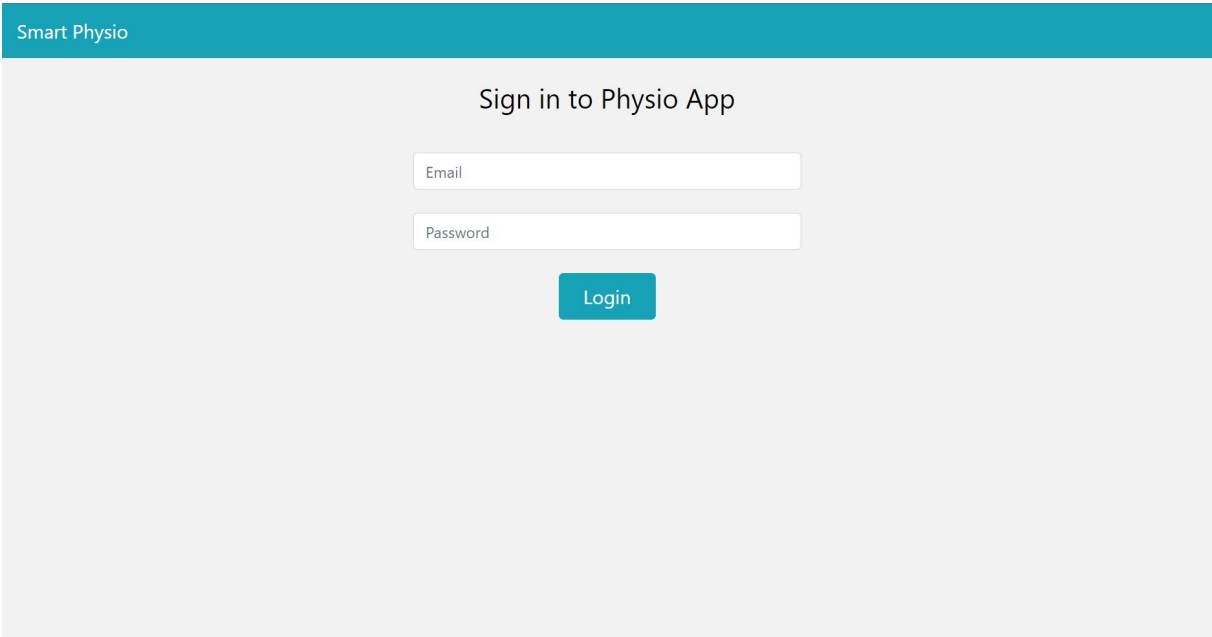 Smart Physio
Sign in to Physio App
Email
Password
Login